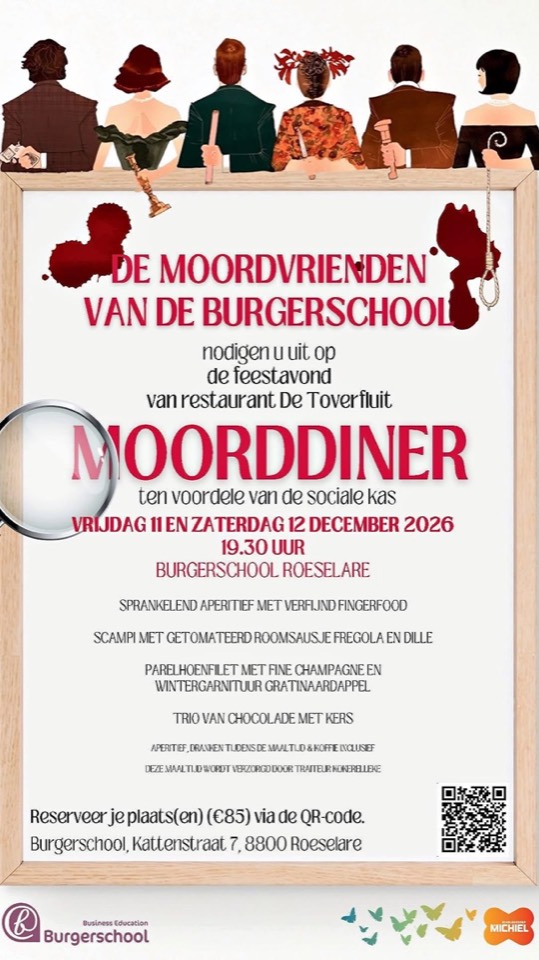 DE MOORDVRIENDEN
VAN DE BURGERSCHOOL
nodigen u uit op
de feestavond
van restaurant De Toverfluit
MOORDDINER
ten voordele van de sociale kas
VRIJDAG 11 EN ZATERDAG 12 DECEMBER 2026
19.30 UUR
BURGERSCHOOL ROESELARE
SPRANKELEND APERITIEF MET VERFIJND FINGERFOOD
SCAMPI MET GETOMATEERD ROOMSAUSJE FREGOLA EN DILLE
PARELHOENFILET MET FINE CHAMPAGNE EN
WINTERGARNITUUR GRATINAARDAPPEL
TRIO VAN CHOCOLADE MET KERS
APERITIEF, DRANKEN TIJDENS DE MAALTIJD & KOFFIE INCLUSIEF
DEZE MAALTIJD WORDT VERZORGD DOOR TRAITEUR KOKERELLEKE
Reserveer je plaats(en) (€85) via de QR-code.
Burgerschool, Kattenstraat 7, 8800 Roeselare
Business Education
Burgerschool
MICHIEL